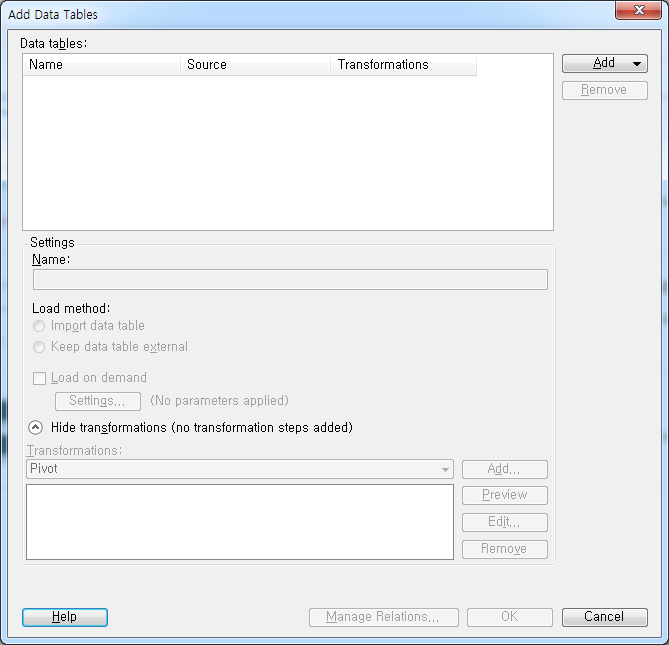 Add Data Tables
Data tables:
Name Source Transformations
Add
Remove
Settings
Name:
Load method:
Import data table
Keep data table external
Load on demand
Settings... (No parameters applied)
Hide transformations (no transformation steps added)
Transformations:
Pivot
Add...
Preview
Edit...
Remove
Help
Manage Relations...
OK
Cancel